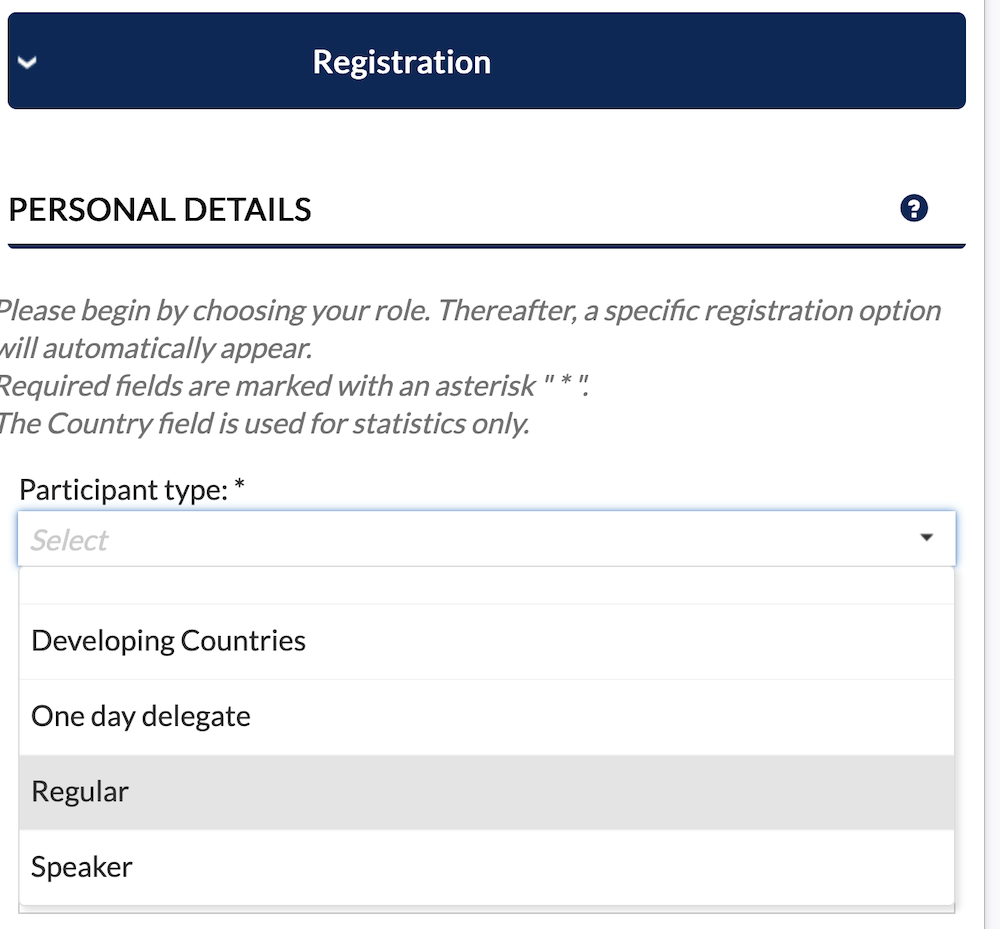 Registration
PERSONAL DETAILS
Please begin by choosing your role. Thereafter, a specific registration option
will automatically appear.
Required fields are marked with an asterisk " * ".
The Country field is used for statistics only.
Participant type: *
Select
Developing Countries
One day delegate
Regular
Speaker